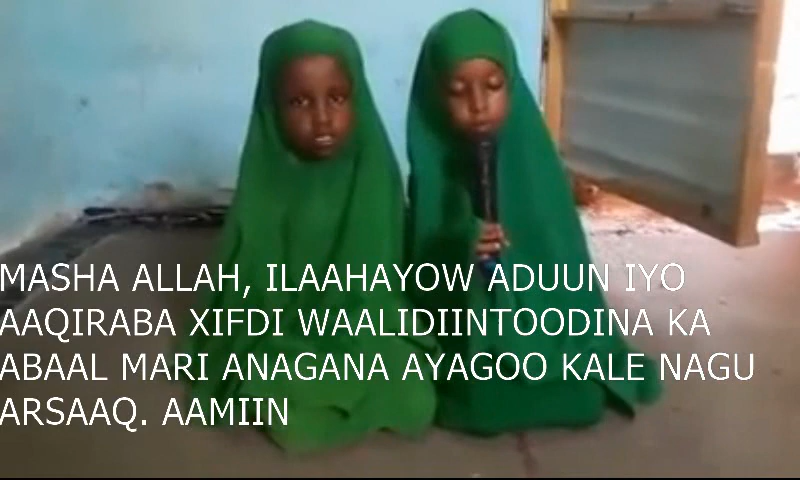 MASHA ALLAH, ILAAHAYOW ADUUN IYO
AAQIRABA XIFDI WAALIDIINTOODINA KA
ABAAL MARI ANAGANA AYAGOO KALE NAGU
ARSAAQ. AAMIIN